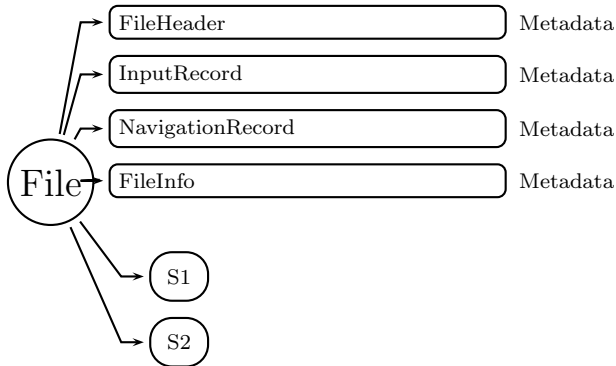 FileHeader Metadata
InputRecord Metadata
NavigationRecord Metadata
File
FileInfo Metadata
S1
S2